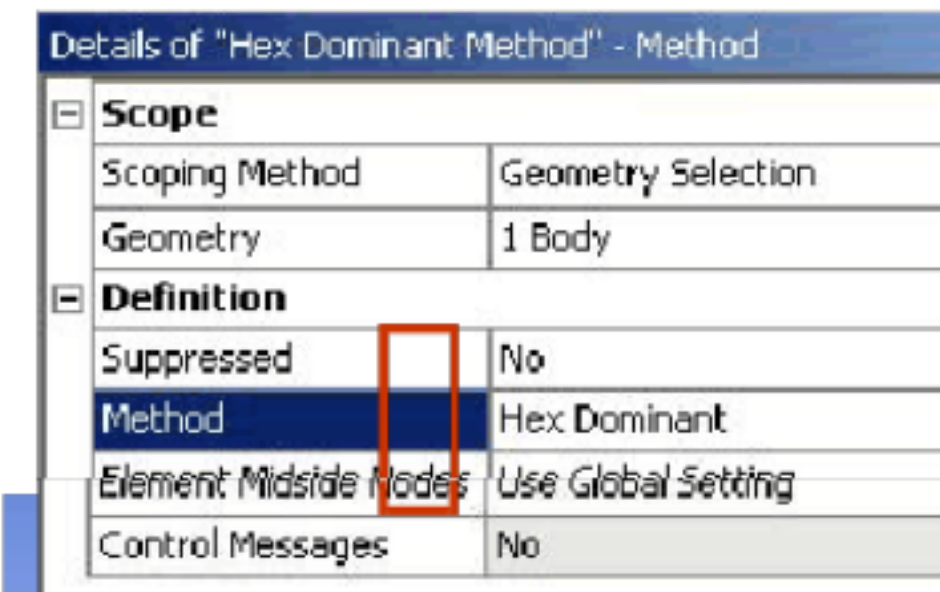 Details of "Hex Dominant Method" - Method
Scope
Scoping Method Geometry Selection
Geometry 1 Body
Definition
Suppressed No
Method Hex Dominant
Element Midside Nodes Use Global Setting
Control Messages No